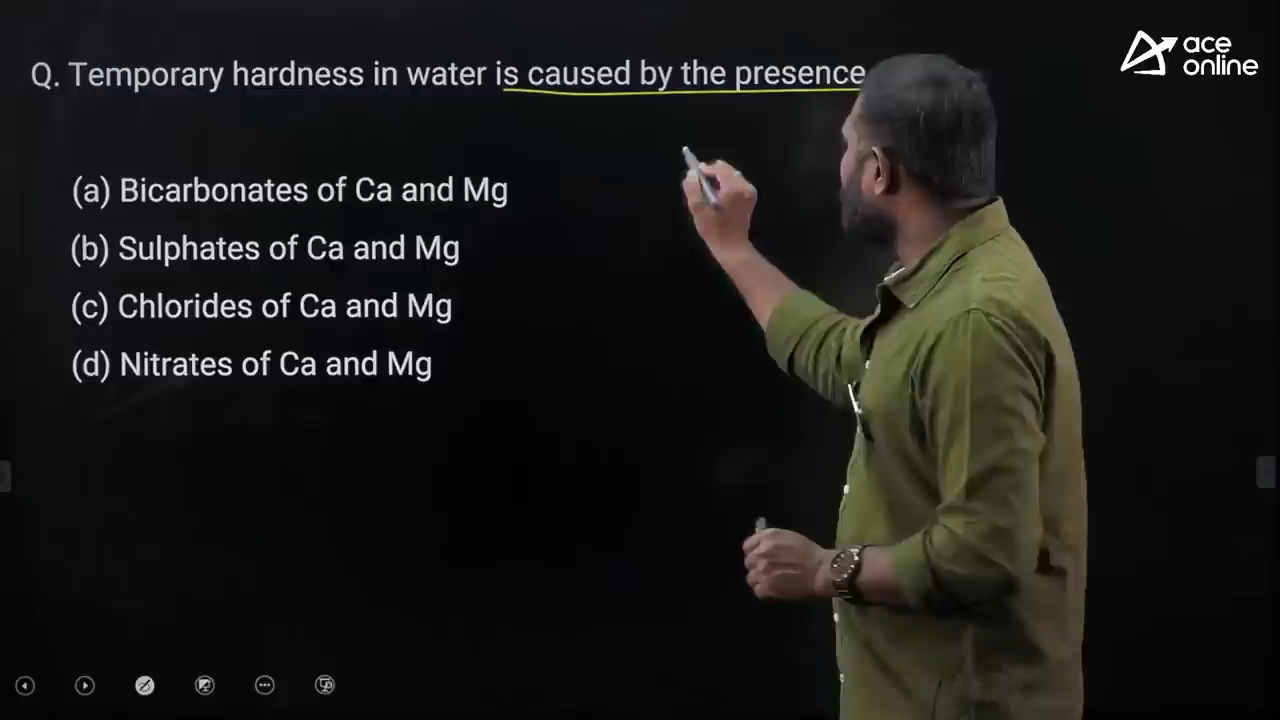 Q. Temporary hardness in water is caused by the presence
(a) Bicarbonates of Ca and Mg
(b) Sulphates of Ca and Mg
(c) Chlorides of Ca and Mg
(d) Nitrates of Ca and Mg
ace
online